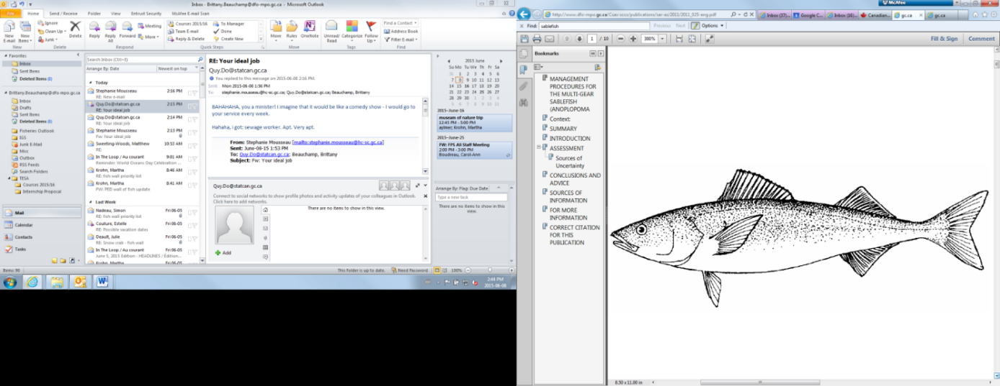 Inbox - Brittany.Beauchamp@dfo-mpo.gc.ca - Microsoft Outlook
File Home Send / Receive Folder View Entrust Security McAfee E-mail Scan
New E-mail New Items
Ignore
Clean Up
Junk
Delete
Reply Reply All Forward
Meeting
More
Courses 2015/16
Team E-mail
Reply & Delete
To Manager
Done
Create New
Move Rules OneNote
Unread/ Read Categorize Follow Up
Find a Contact
Address Book
Filter E-mail
New Delete Respond Quick Steps Move Tags Find
Favorites
Inbox
Sent Items
Deleted Items
Brittany.Beauchamp@dfo-mpo.gc.ca
Inbox
Drafts
Sent Items
Deleted Items
Fisheries Outlook
IGS
Junk E-Mail
Misc
Outbox
RSS Feeds
Search Folders
TESA
Courses 2015/16
Internship Proposal
Mail
Calendar
Contacts
Tasks
Search Inbox (Ctrl+E)
Arrange By: Date Newest on top
Today
Stephanie Mousseau 2:16 PM
RE: New e-mail
Quy.Do@statcan.gc.ca 2:15 PM
RE: Your ideal job
Quy.Do@statcan.gc.ca 2:14 PM
RE: Your ideal job
Stephanie Mousseau 2:13 PM
Fw: Your ideal job
Sweeting-Woods, Matthew 10:53 AM
RE:
In The Loop / Au courant 9:01 AM
Reminder: World Oceans Day Celebration ...
Krohn, Martha 8:46 AM
RE: fish wall priority list
Krohn, Martha 8:41 AM
FW: PED wall of fish update
Last Week
Nadeau, Simon Fri 06-05
RE: fish wall priority list
Couture, Estelle Fri 06-05
RE: Possible vacation dates
Deault, Julie Fri 06-05
RE: Snow crab - fish wall
In The Loop / Au courant Fri 06-05
June 5, 2015 Edition - HEADLINES / Édition...
Krohn, Martha Fri 06-05
RE: Your ideal job
Quy.Do@statcan.gc.ca
You replied to this message on 2015-06-08 2:16 PM.
Sent: Mon 2015-06-08 1:56 PM
To: stephanie.mousseau@hc-sc.gc.ca; Quy.Do@statcan.gc.ca; Beauchamp, Brittany
BAHAHAHA, you a minister! I imagine that it would be like a comedy show - I would go to
your service every week.
Hahaha, i got: sewage worker. Apt. Very apt.
From: Stephanie Mousseau [mailto:stephanie.mousseau@hc-sc.gc.ca]
Sent: June-08-15 1:53 PM
To: Quy.Do@statcan.gc.ca; Beauchamp, Brittany
Subject: Fw: Your ideal job
Quy.Do@statcan.gc.ca
Connect to social networks to show profile photos and activity updates of your colleagues in Outlook.
Click here to add networks.
There are no items to show in this view.
Add
2015 June
Su Mo Tu We Th Fr Sa
31 1 2 3 4 5 6
7 8 9 10 11 12 13
14 15 16 17 18 19 20
21 22 23 24 25 26 27
28 29 30 1 2 3 4
5 6 7 8 9 10 11
2015-June-16
museum of nature trip
12:45 PM - 5:00 PM
aylmer; Krohn, Martha
2015-June-25
FW: FPS All Staff Meeting
2:00 PM - 3:00 PM
Boudreau, Carol-Ann
Arrange By: Flag: Due Date
Type a new task
There are no items to show in this
view.
This folder is up to date. Need Password 100%
2:44 PM
2015-06-08
McAfee
Inbox (37)... Google C... Inbox (16)... Canadian... gc.ca gc.ca
Find: sablefish Previous Next Options
1 / 10 300% Fill & Sign Comment
Bookmarks
MANAGEMENT
PROCEDURES FOR
THE MULTI-GEAR
SABLEFISH
(ANOPLOPOMA
Context:
SUMMARY
INTRODUCTION
ASSESSMENT
Sources of
Uncertainty
CONCLUSIONS AND
ADVICE
SOURCES OF
INFORMATION
FOR MORE
INFORMATION
CORRECT CITATION
FOR THIS
PUBLICATION
8.50 x 11.00 in